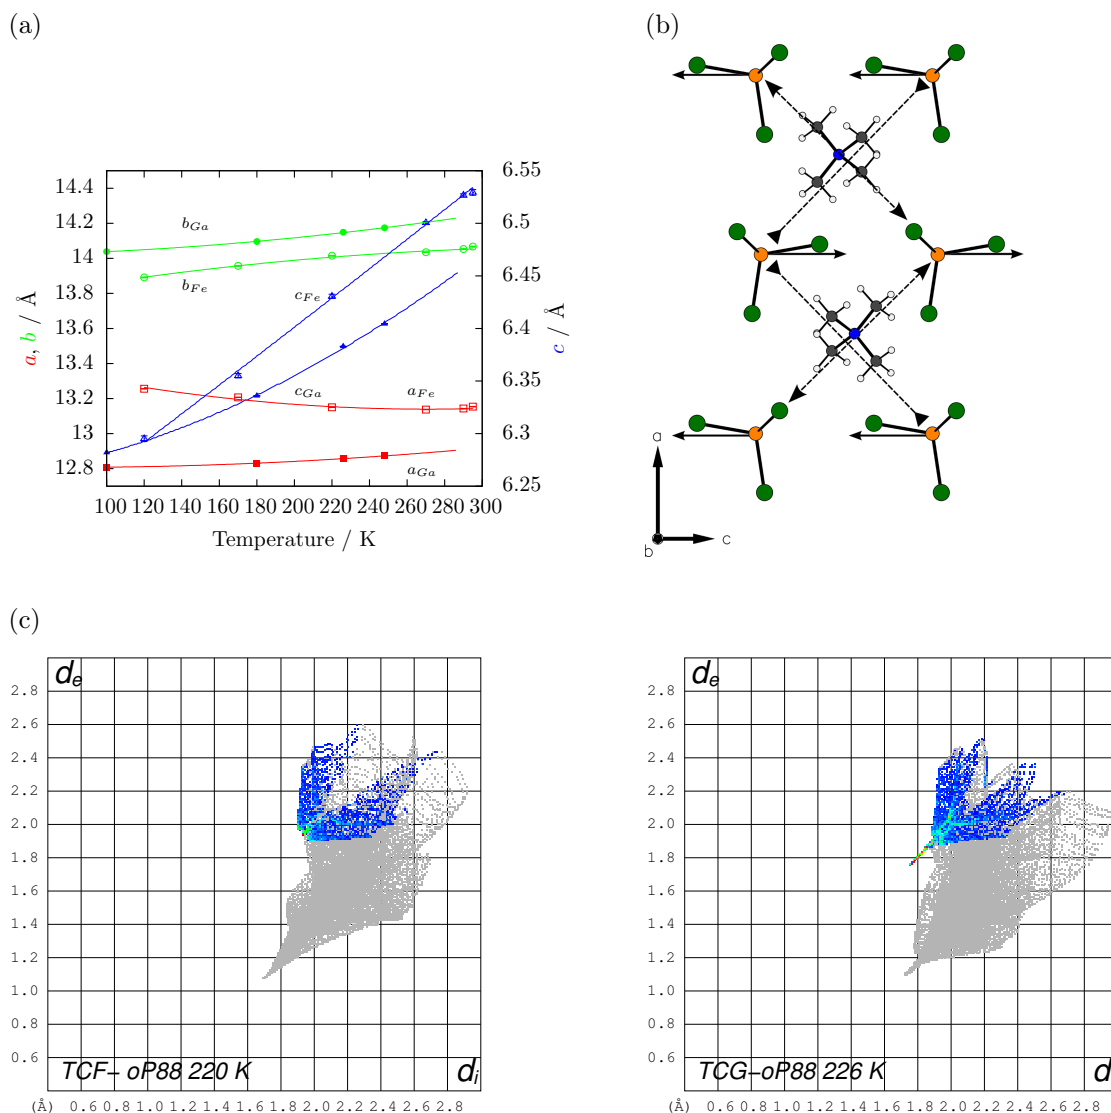 (a)
(b)
6.55
14.4
14.2
14
13.8
13.6
13.4
13.2
13
12.8
6.5
6.45
6.4
6.35
6.3
6.25
b_Ga
b_Fe
c_Fe
c_Ga
a_Fe
a_Ga
a, b / Å
c / Å
100 120 140 160 180 200 220 240 260 280 300
Temperature / K
a
b
c
(c)
d_e
2.8
2.6
2.4
2.2
2.0
1.8
1.6
1.4
1.2
1.0
0.8
0.6
TCF- oP88 220 K
d_i
(Å) 0.6 0.8 1.0 1.2 1.4 1.6 1.8 2.0 2.2 2.4 2.6 2.8
d_e
2.8
2.6
2.4
2.2
2.0
1.8
1.6
1.4
1.2
1.0
0.8
0.6
TCG-oP88 226 K
d
(Å) 0.6 0.8 1.0 1.2 1.4 1.6 1.8 2.0 2.2 2.4 2.6 2.8